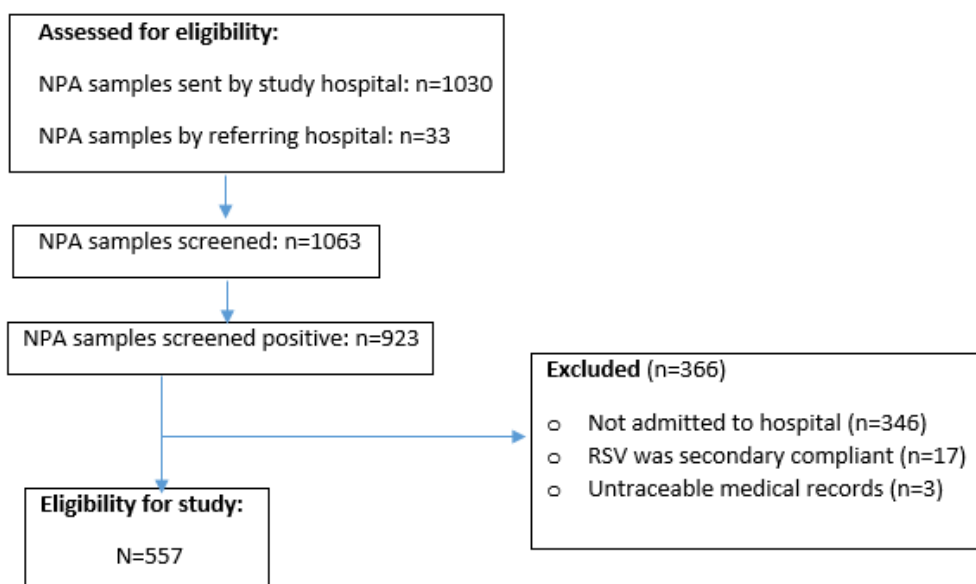 Assessed for eligibility:
NPA samples sent by study hospital: n=1030
NPA samples by referring hospital: n=33
NPA samples screened: n=1063
NPA samples screened positive: n=923
Excluded (n=366)
o Not admitted to hospital (n=346)
o RSV was secondary compliant (n=17)
o Untraceable medical records (n=3)
Eligibility for study:
N=557